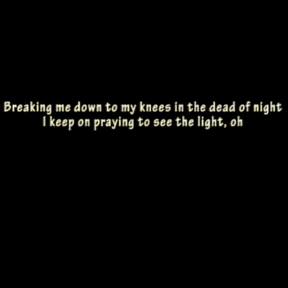 Breaking me down to my knees in the dead of night
I keep on praying to see the light, oh